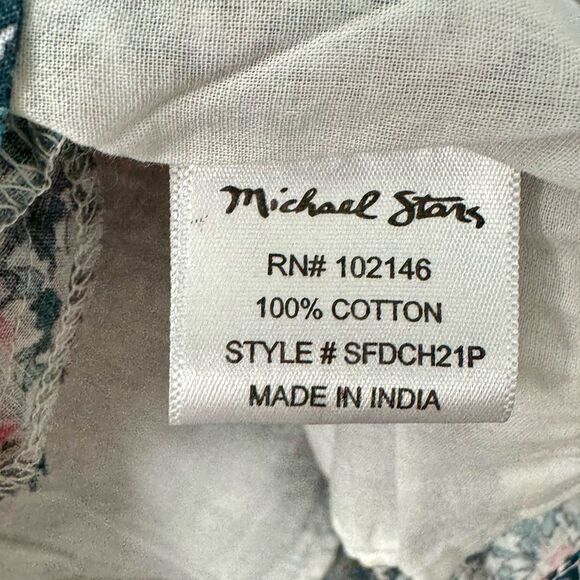 Michael Stars
RN# 102146
100% COTTON
STYLE # SFDCH21P
MADE IN INDIA